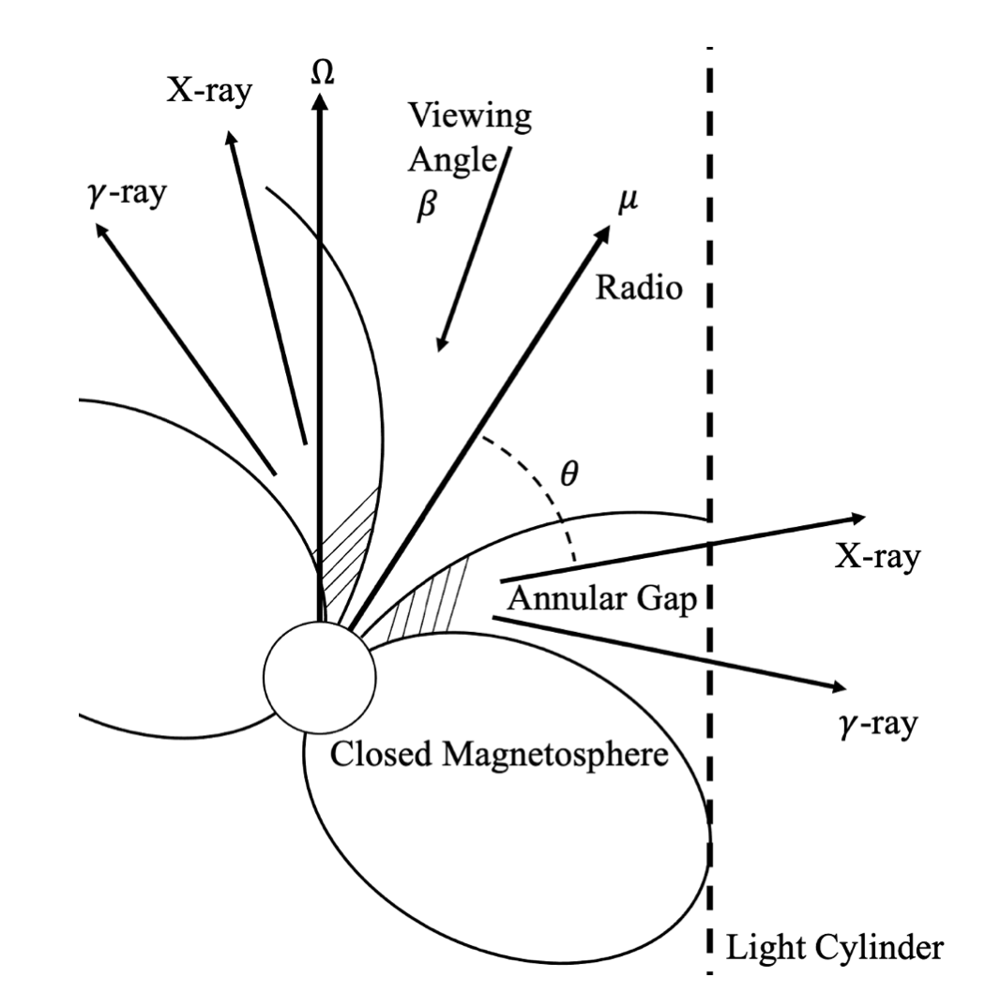 Ω
X-ray
Viewing
Angle
β
γ-ray
μ
Radio
θ
X-ray
Annular Gap
γ-ray
Closed Magnetosphere
Light Cylinder